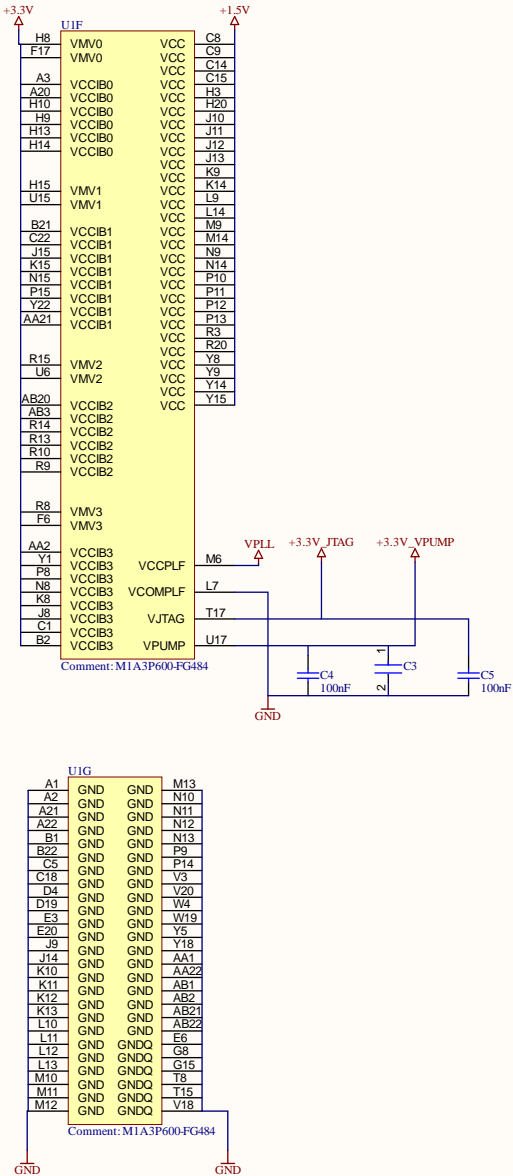 +3.3V
+1.5V
U1F
H8 VMV0 VCC C8
F17 VMV0 VCC C9
VCC C14
A3 VCCIB0 VCC C15
A20 VCCIB0 VCC H3
H10 VCCIB0 VCC H20
H9 VCCIB0 VCC J10
H13 VCCIB0 VCC J11
H14 VCCIB0 VCC J12
VCC J13
VCC K9
H15 VMV1 VCC K14
U15 VMV1 VCC L9
VCC L14
B21 VCCIB1 VCC M9
C22 VCCIB1 VCC M14
J15 VCCIB1 VCC N9
K15 VCCIB1 VCC N14
N15 VCCIB1 VCC P10
P15 VCCIB1 VCC P11
Y22 VCCIB1 VCC P12
AA21 VCCIB1 VCC P13
VCC R3
VCC R20
R15 VMV2 VCC Y8
U6 VMV2 VCC Y9
VCC Y14
AB20 VCCIB2 VCC Y15
AB3 VCCIB2
R14 VCCIB2
R13 VCCIB2
R10 VCCIB2
R9 VCCIB2
R8 VMV3
F6 VMV3
VPLL
+3.3V_JTAG
+3.3V_VPUMP
AA2 VCCIB3
Y1 VCCIB3 VCCPLF M6
P8 VCCIB3
N8 VCCIB3 VCOMPLF L7
K8 VCCIB3
J8 VCCIB3 VJTAG T17
C1 VCCIB3
B2 VCCIB3 VPUMP U17
Comment: M1A3P600-FG484
C4
100nF
1
C3
2
C5
100nF
GND
U1G
A1 GND GND M13
A2 GND GND N10
A21 GND GND N11
A22 GND GND N12
B1 GND GND N13
B22 GND GND P9
C5 GND GND P14
C18 GND GND V3
D4 GND GND V20
D19 GND GND W4
E3 GND GND W19
E20 GND GND Y5
J9 GND GND Y18
J14 GND GND AA1
K10 GND GND AA22
K11 GND GND AB1
K12 GND GND AB2
K13 GND GND AB21
L10 GND GND AB22
L11 GND GNDQ E6
L12 GND GNDQ G8
L13 GND GNDQ G15
M10 GND GNDQ T8
M11 GND GNDQ T15
M12 GND GNDQ V18
Comment: M1A3P600-FG484
GND
GND